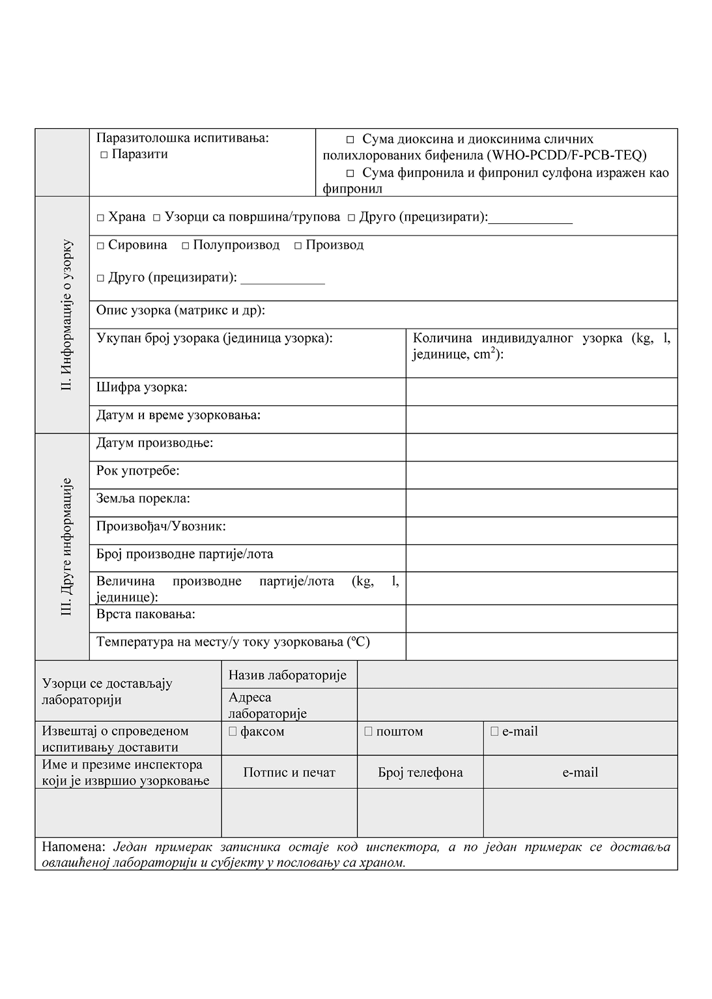 Паразитолошка испитивања:
□ Паразити
□ Сума диоксина и диоксинима сличних
полихлорованих бифенила (WHO-PCDD/F-PCB-TEQ)
□ Сума фипронила и фипронил сулфона изражен као
фипронил
II. Информације о узорку
□ Храна □ Узорци са површина/трупова □ Друго (прецизирати):____________
□ Сировина □ Полупроизвод □ Производ
□ Друго (прецизирати): ____________
Опис узорка (матрикс и др):
Укупан број узорака (јединица узорка):
Количина индивидуалног узорка (kg, l,
јединице, cm²):
Шифра узорка:
Датум и време узорковања:
III. Друге информације
Датум производње:
Рок употребе:
Земља порекла:
Произвођач/Увозник:
Број производне партије/лота
Величина производне партије/лота (kg, l,
јединице):
Врста паковања:
Температура на месту/у току узорковања (ºС)
Узорци се достављају
лабораторији
Назив лабораторије
Адреса
лабораторије
Извештај о спроведеном
испитивању доставити
□ факсом
□ поштом
□ e-mail
Име и презиме инспектора
који је извршио узорковање
Потпис и печат
Број телефона
e-mail
Напомена: Један примерак записника остаје код инспектора, а по један примерак се доставља
овлашћеној лабораторији и субјекту у пословању са храном.